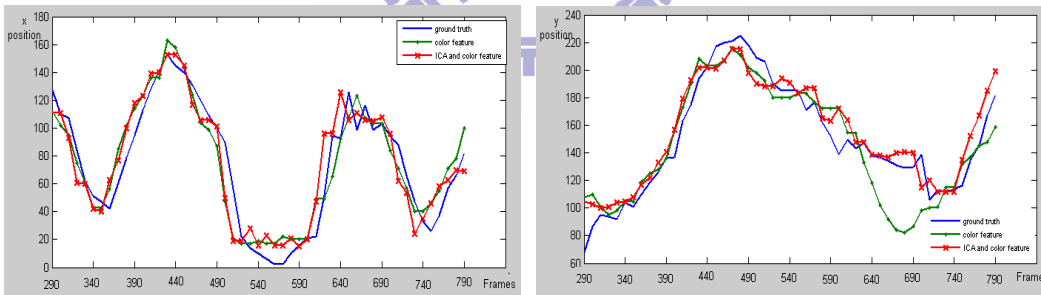 x
position
180
160
140
120
100
80
60
40
20
0
290 340 390 440 490 540 590 640 690 740 790 Frames
ground truth
color feature
ICA and color feature
y
position
240
220
200
180
160
140
120
100
80
60
290 340 390 440 490 540 590 640 690 740 790 Frames
ground truth
color feature
ICA and color feature